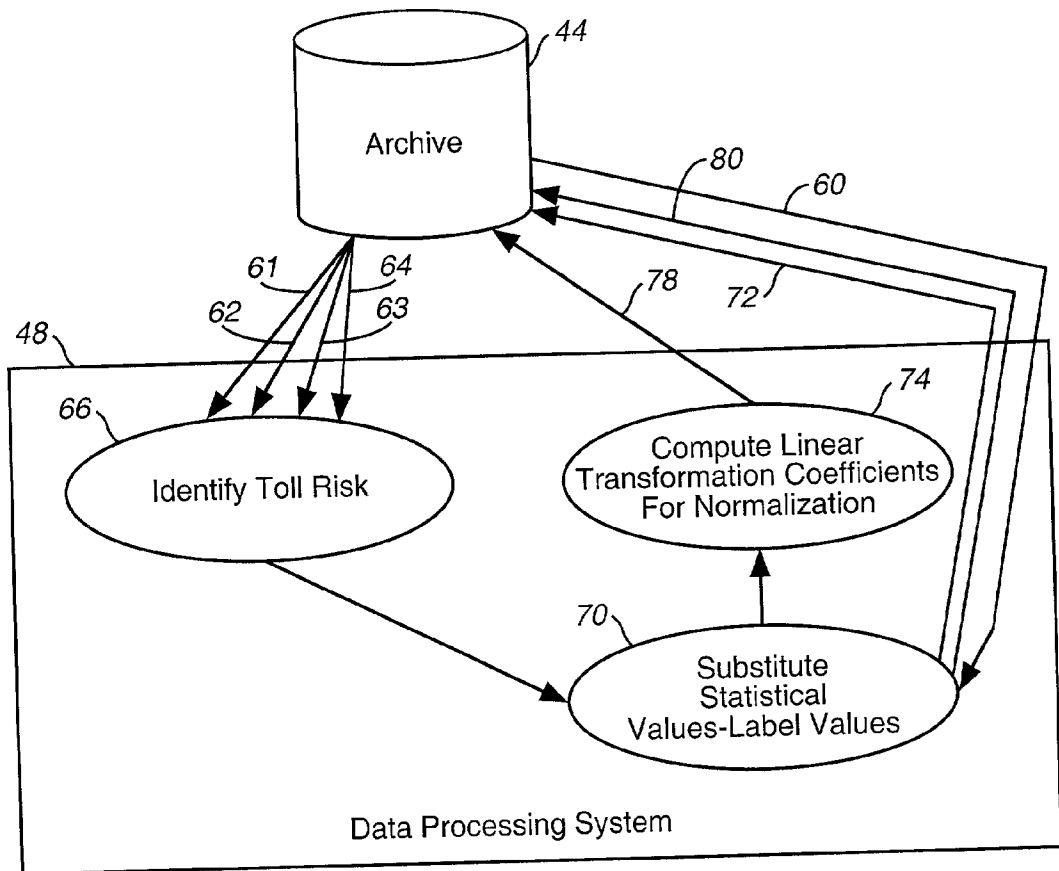 44
Archive
80
60
61
64
62
63
78
72
48
66
74
Identify Toll Risk
Compute Linear
Transformation Coefficients
For Normalization
70
Substitute
Statistical
Values-Label Values
Data Processing System